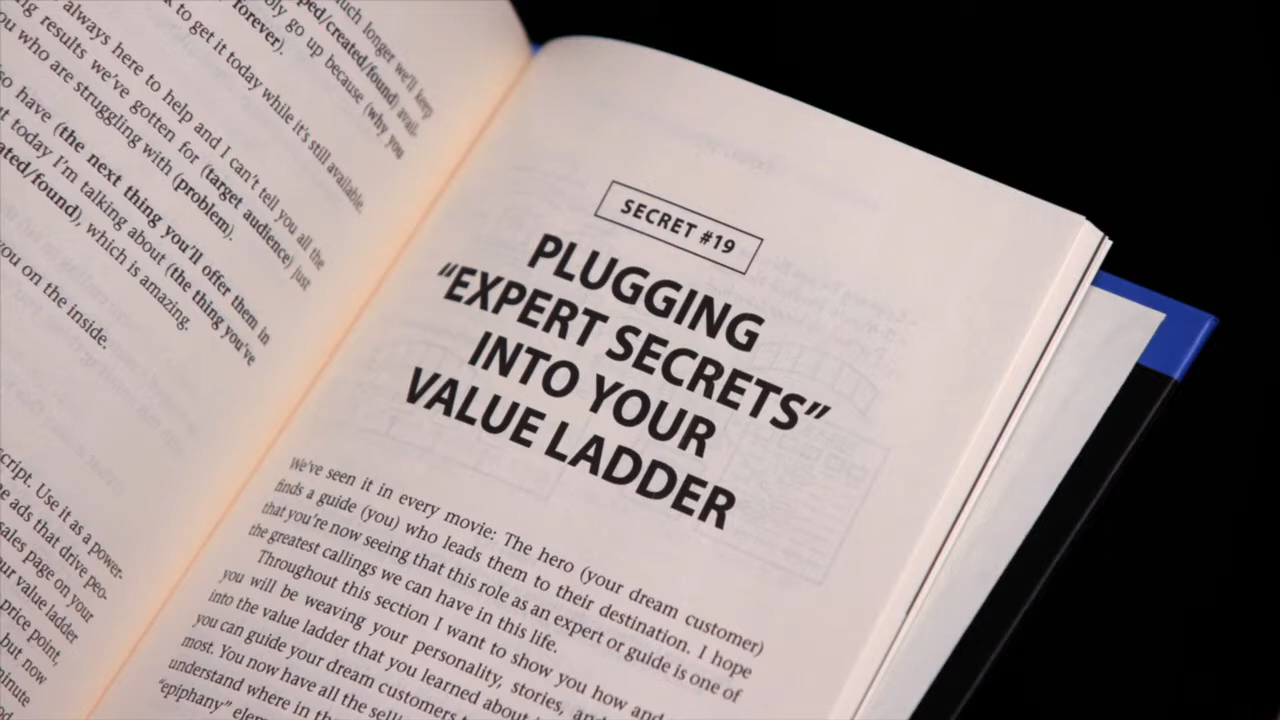 uch longer we'll keep
ped/created/found) avail-
bly go up because (why you
forever).
k to get it today while it's still available.
always here to help and I can't tell you all the
ng results we've gotten for (target audience) just
ou who are struggling with (problem).
so have (the next thing you'll offer them in
t today I'm talking about (the thing you've
ated/found), which is amazing.
you on the inside.
cript. Use it as a power-
e ads that drive peo-
sales page on your
ur value ladder
price point,
but now
minute
SECRET #19
PLUGGING
“EXPERT SECRETS”
INTO YOUR
VALUE LADDER
We've seen it in every movie: The hero (your dream customer)
finds a guide (you) who leads them to their destination. I hope
that you're now seeing that this role as an expert or guide is one of
the greatest callings we can have in this life.
Throughout this section I want to show you how and
you will be weaving your personality, stories, and
into the value ladder that you learned about i
you can guide your dream customers t
most. You now have all the selli
understand where in th
“epiphany” elem